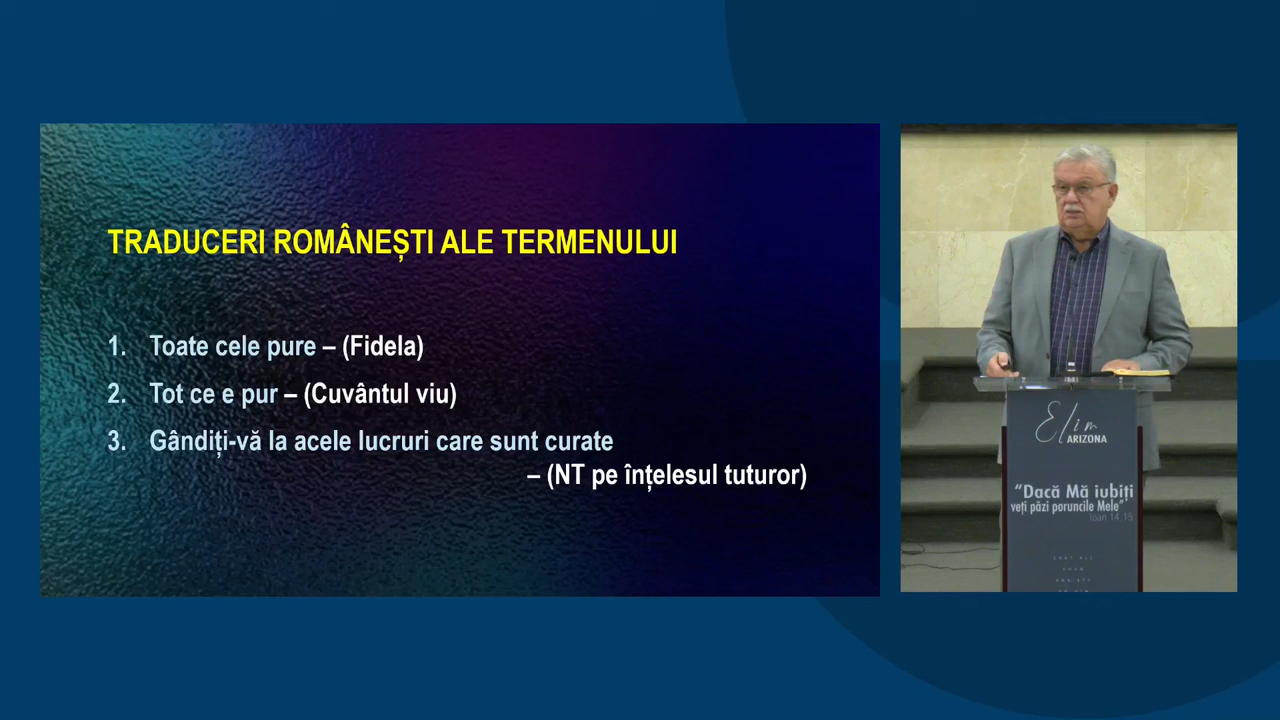 TRADUCERI ROMÂNEȘTI ALE TERMENULUI
1. Toate cele pure – (Fidela)
2. Tot ce e pur – (Cuvântul viu)
3. Gândiți-vă la acele lucruri care sunt curate
– (NT pe înțelesul tuturor)
Elim
ARIZONA
“Dacă Mă iubiți
veți păzi poruncile Mele”
Ioan 14.15